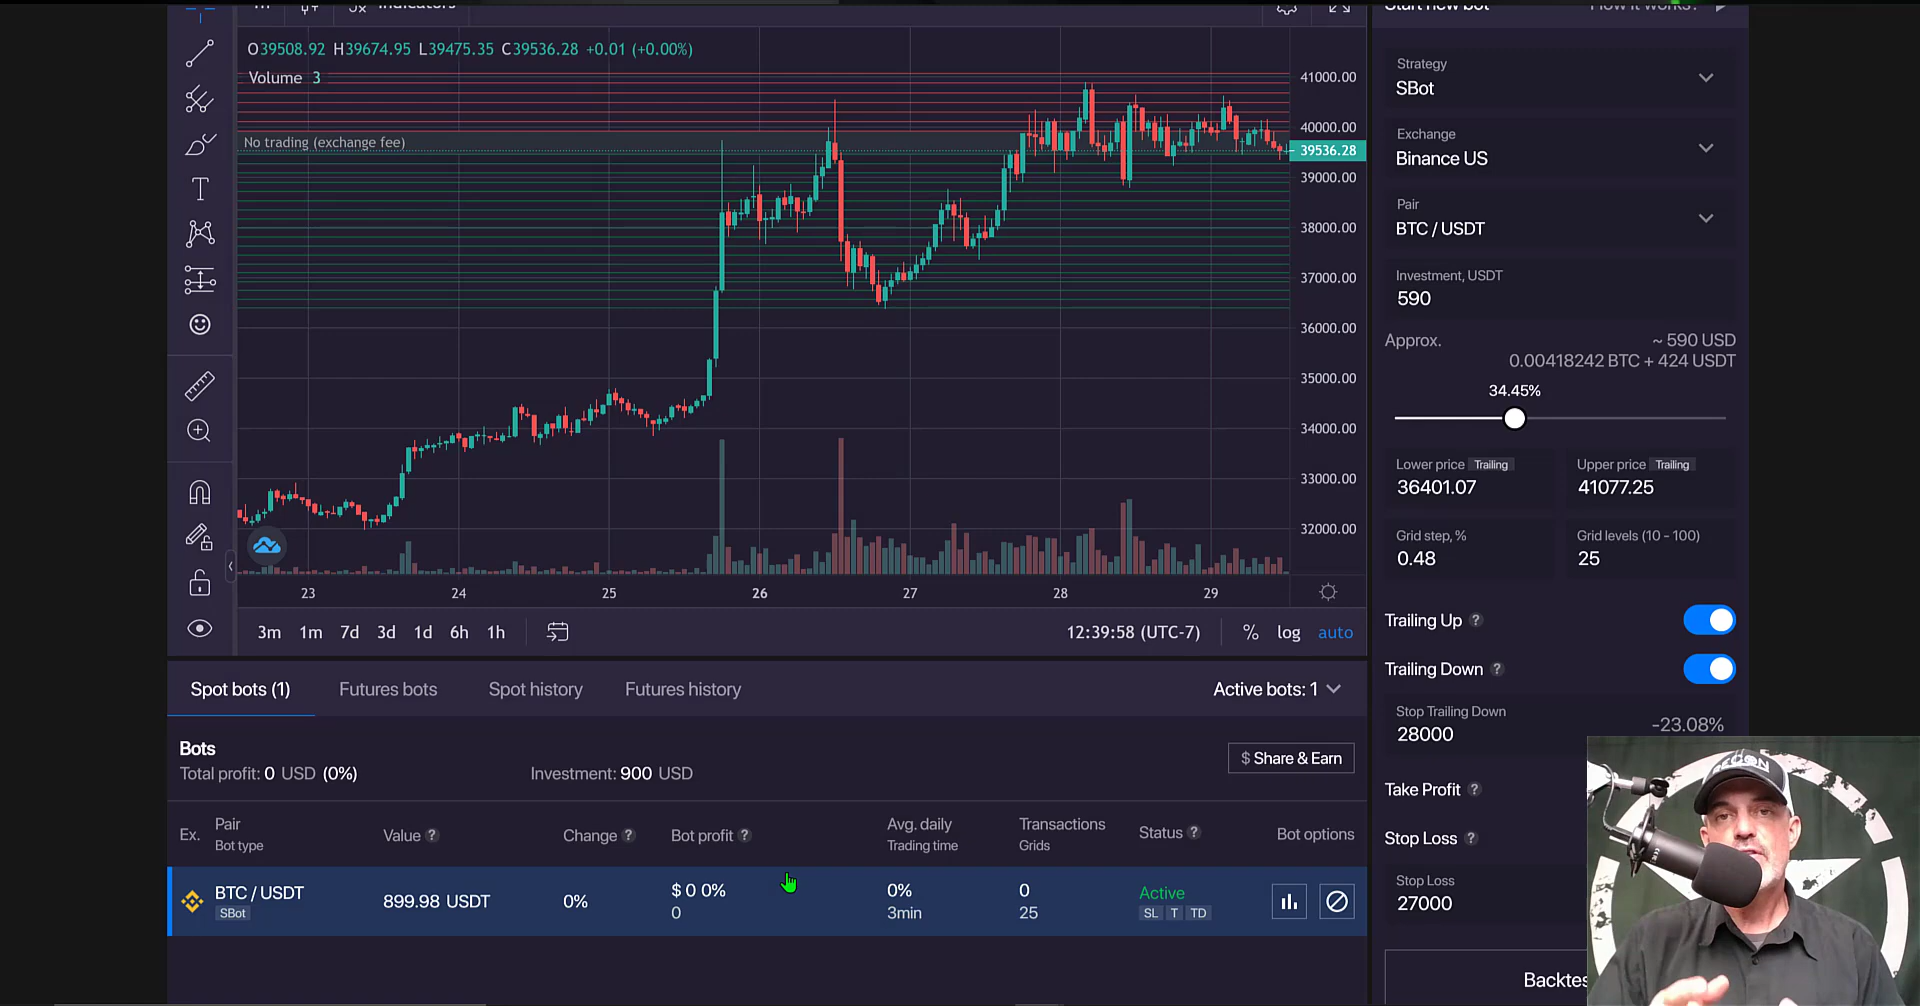 Indicators
O39508.92 H39674.95 L39475.35 C39536.28 +0.01 (+0.00%)
Volume 3
No trading (exchange fee)
41000.00
40000.00
39536.28
39000.00
38000.00
37000.00
36000.00
35000.00
34000.00
33000.00
32000.00
23 24 25 26 27 28 29
3m 1m 7d 3d 1d 6h 1h
12:39:58 (UTC-7) % log auto
Spot bots (1) Futures bots Spot history Futures history Active bots: 1
Bots
Total profit: 0 USD (0%) Investment: 900 USD
$ Share & Earn
Ex. Pair Value ? Change ? Bot profit ? Avg. daily Transactions Status ? Bot options
Bot type Trading time Grids
BTC / USDT 899.98 USDT 0% $ 0 0% 0% 0 Active
SBot 0 3min 25 SL T TD
Start new bot How it works?
Strategy
SBot
Exchange
Binance US
Pair
BTC / USDT
Investment, USDT
590
Approx. ~ 590 USD
0.00418242 BTC + 424 USDT
34.45%
Lower price Trailing Upper price Trailing
36401.07 41077.25
Grid step, % Grid levels (10 - 100)
0.48 25
Trailing Up ?
Trailing Down ?
Stop Trailing Down
28000 -23.08%
Take Profit ?
Stop Loss ?
Stop Loss
27000
Backtes